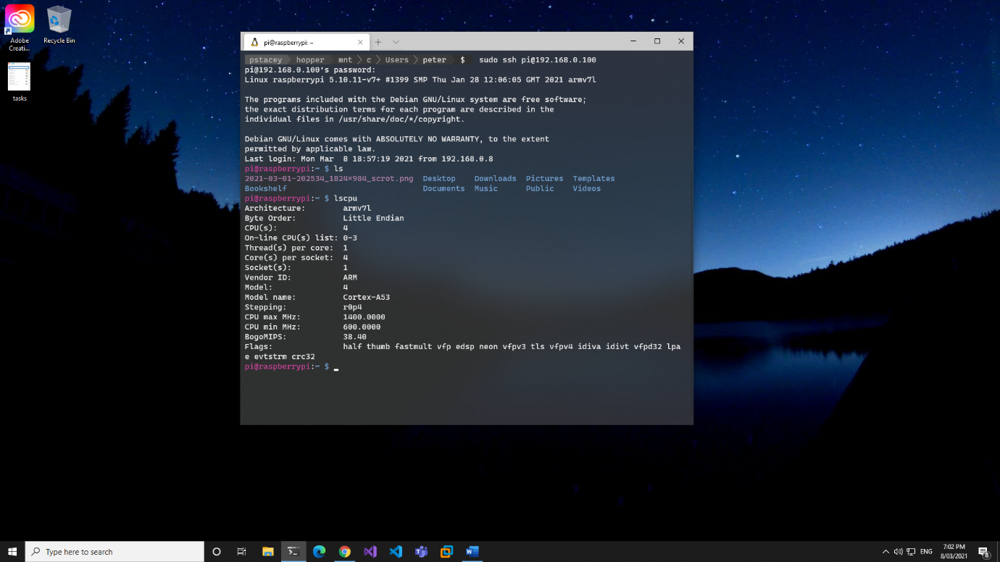 Adobe
Creati...
Recycle Bin
tasks
pi@raspberrypi: ~
pstacey hopper mnt c Users peter $ sudo ssh pi@192.168.0.100
pi@192.168.0.100's password:
Linux raspberrypi 5.10.11-v7+ #1399 SMP Thu Jan 28 12:06:05 GMT 2021 armv7l
The programs included with the Debian GNU/Linux system are free software;
the exact distribution terms for each program are described in the
individual files in /usr/share/doc/*/copyright.
Debian GNU/Linux comes with ABSOLUTELY NO WARRANTY, to the extent
permitted by applicable law.
Last login: Mon Mar  8 18:57:19 2021 from 192.168.0.8
pi@raspberrypi:~ $ ls
2021-03-01-202534_1824×984_scrot.png  Desktop    Downloads  Pictures  Templates
Bookshelf                             Documents  Music      Public    Videos
pi@raspberrypi:~ $ lscpu
Architecture:        armv7l
Byte Order:          Little Endian
CPU(s):              4
On-line CPU(s) list: 0-3
Thread(s) per core:  1
Core(s) per socket:  4
Socket(s):           1
Vendor ID:           ARM
Model:               4
Model name:          Cortex-A53
Stepping:            r0p4
CPU max MHz:         1400.0000
CPU min MHz:         600.0000
BogoMIPS:            38.40
Flags:               half thumb fastmult vfp edsp neon vfpv3 tls vfpv4 idiva idivt vfpd32 lpa
e evtstrm crc32
pi@raspberrypi:~ $
Type here to search
ENG
7:02 PM
8/03/2021
8